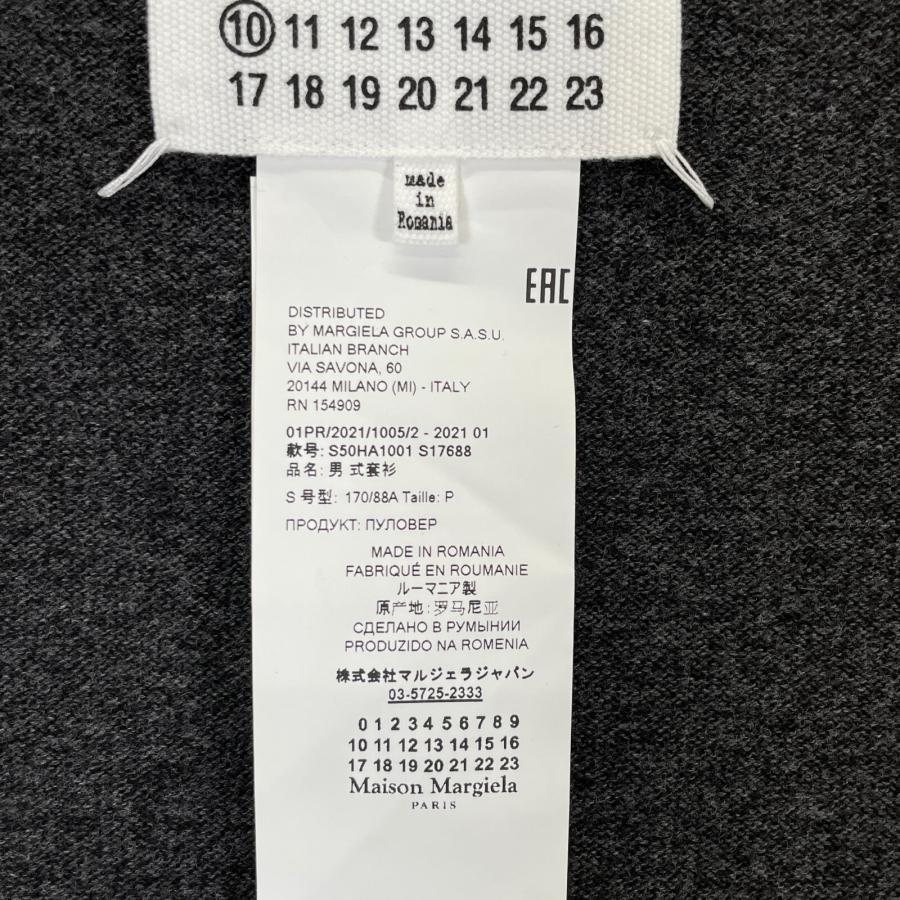 10 11 12 13 14 15 16
17 18 19 20 21 22 23
made
in
Romania
EAC
DISTRIBUTED
BY MARGIELA GROUP S.A.S.U.
ITALIAN BRANCH
VIA SAVONA, 60
20144 MILANO (MI) - ITALY
RN 154909
01PR/2021/1005/2 - 2021 01
款号: S50HA1001 S17688
品名: 男 式套衫
S 号型: 170/88A Taille: P
ПРОДУКТ: ПУЛОВЕР
MADE IN ROMANIA
FABRIQUÉ EN ROUMANIE
ルーマニア製
原产地: 罗马尼亚
СДЕЛАНО В РУМЫНИИ
PRODUZIDO NA ROMENIA
株式会社マルジェラジャパン
03-5725-2333
0 1 2 3 4 5 6 7 8 9
10 11 12 13 14 15 16
17 18 19 20 21 22 23
Maison Margiela
PARIS